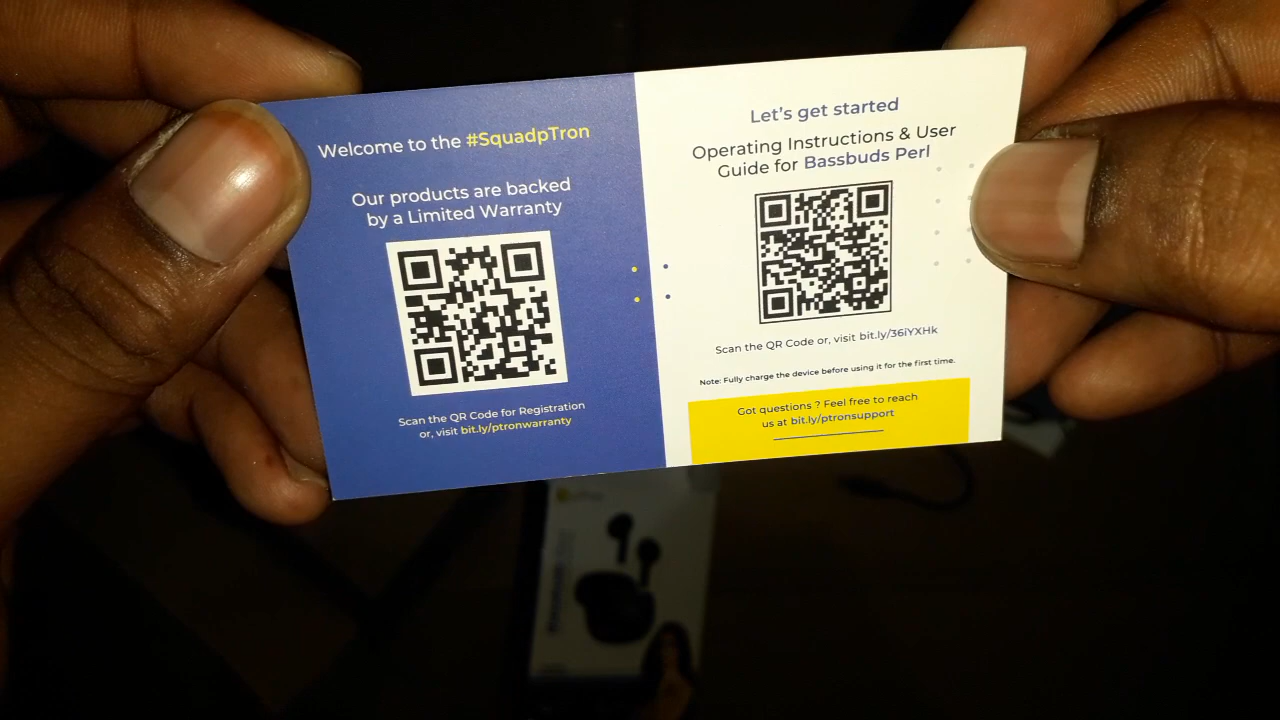 Welcome to the #SquadpTron
Our products are backed
by a Limited Warranty
Scan the QR Code for Registration
or, visit bit.ly/ptronwarranty
Let's get started
Operating Instructions & User
Guide for Bassbuds Perl
Scan the QR Code or, visit bit.ly/36iYXHk
Note: Fully charge the device before using it for the first time.
Got questions ? Feel free to reach
us at bit.ly/ptronsupport